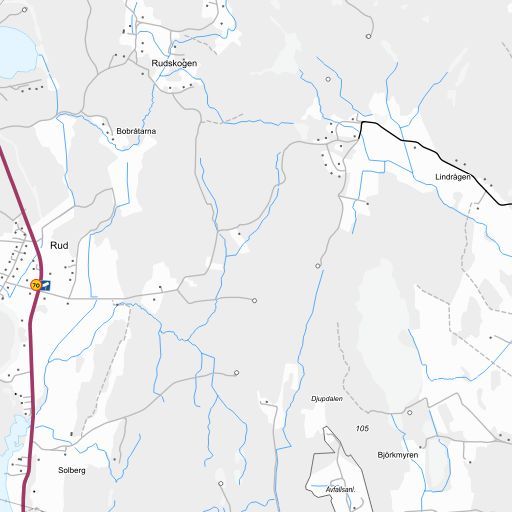 Rudskogen
Bobråtarna
Lindrågen
Rud
70
Djupdalen
105
Björkmyren
Solberg
Avfallsanl.